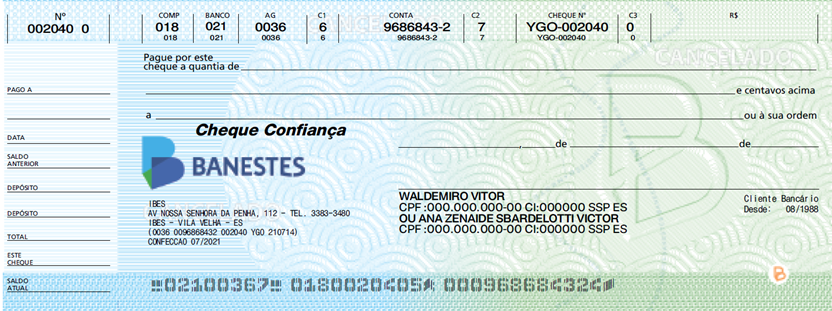 Nº COMP BANCO AG C1 CONTA C2 CHEQUE Nº C3 R$
002040 0 018 021 0036 6 9686843-2 7 YGO-002040 0
018 021 0036 6 9686843-2 7 YGO-002040 0
CANCELADO
Pague por este
cheque a quantia de
PAGO A
e centavos acima
a ou à sua ordem
Cheque Confiança
DATA
, de de
SALDO
ANTERIOR
BANESTES
DEPÓSITO
WALDEMIRO VITOR
CPF :000.000.000-00 CI:000000 SSP ES
OU ANA ZENAIDE SBARDELOTTI VICTOR
CPF :000.000.000-00 CI:000000 SSP ES
Cliente Bancário
Desde: 08/1988
IBES
AV NOSSA SENHORA DA PENHA, 112 - TEL. 3383-3480
IBES - VILA VELHA - ES
(0036 0096868432 002040 YGO 210714)
CONFECCAO 07/2021
DEPÓSITO
TOTAL
ESTE
CHEQUE
SALDO
ATUAL
⑈02100367⑈ 0180020405⑆ 000968684324⑈